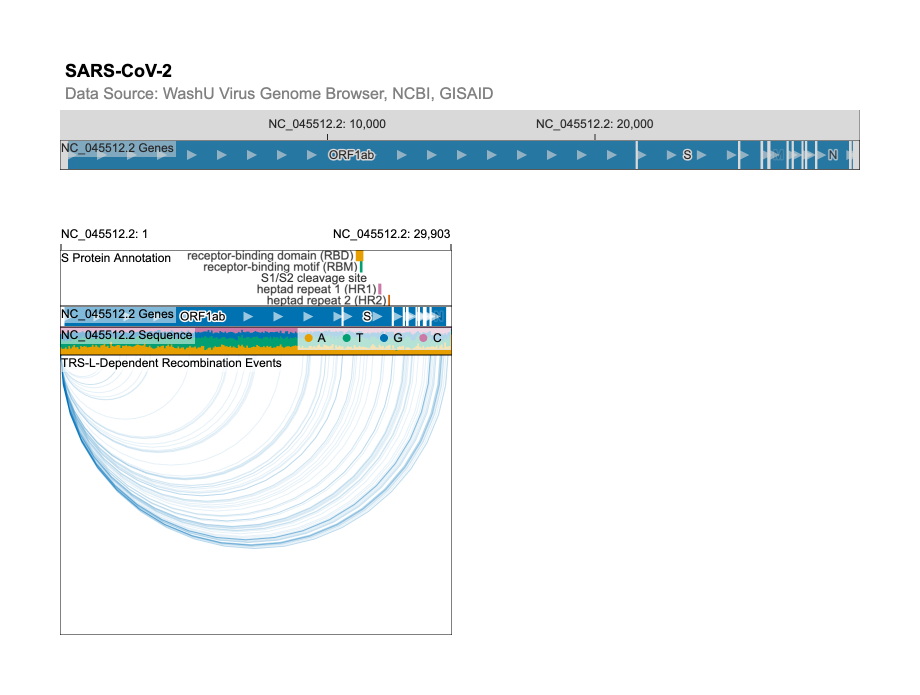 SARS-CoV-2
Data Source: WashU Virus Genome Browser, NCBI, GISAID
NC_045512.2: 10,000 NC_045512.2: 20,000
NC_045512.2 Genes ORF1ab S N
NC_045512.2: 1 NC_045512.2: 29,903
S Protein Annotation receptor-binding domain (RBD)
receptor-binding motif (RBM)
S1/S2 cleavage site
heptad repeat 1 (HR1)
heptad repeat 2 (HR2)
NC_045512.2 Genes ORF1ab S
NC_045512.2 Sequence A T G C
TRS-L-Dependent Recombination Events